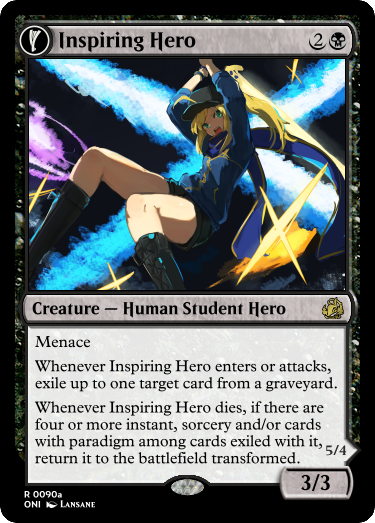 Inspiring Hero 2
Creature — Human Student Hero
Menace
Whenever Inspiring Hero enters or attacks,
exile up to one target card from a graveyard.
Whenever Inspiring Hero dies, if there are
four or more instant, sorcery and/or cards
with paradigm among cards exiled with it,
return it to the battlefield transformed.
5/4
3/3
R 0090a
ONI LANSANE